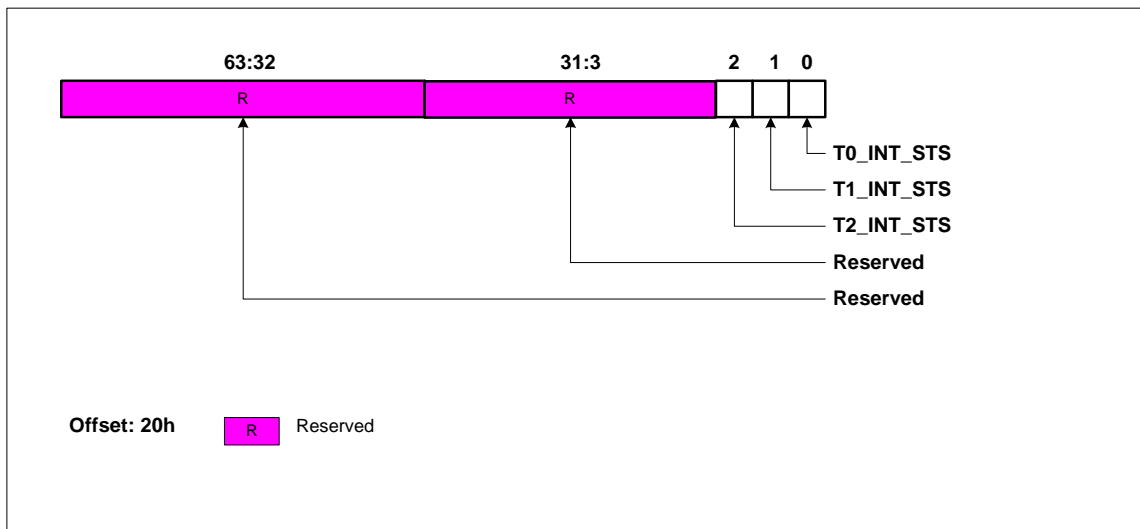 63:32 31:3 2 1 0
R R
T0_INT_STS
T1_INT_STS
T2_INT_STS
Reserved
Reserved
Offset: 20h R Reserved